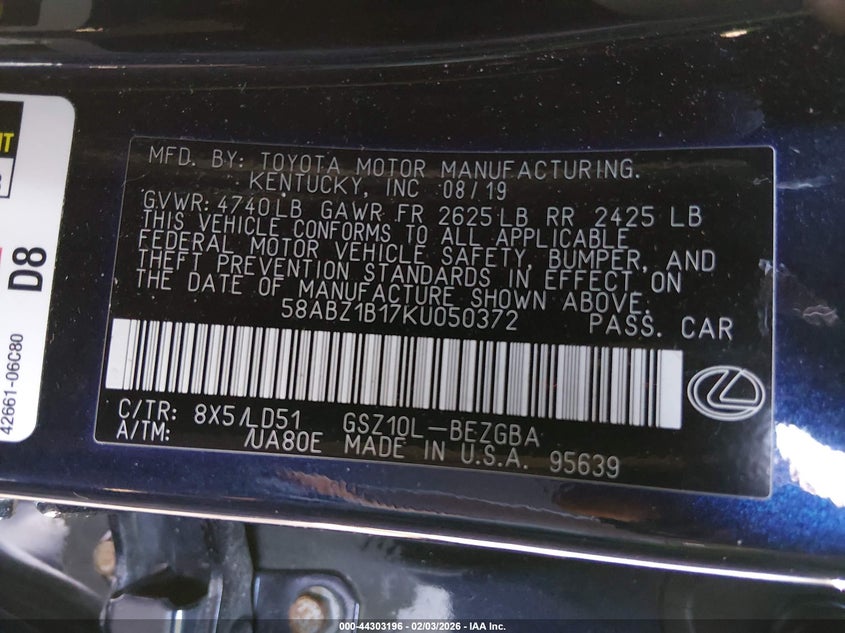 MFD. BY: TOYOTA MOTOR MANUFACTURING.
KENTUCKY, INC 08/19
GVWR: 4740LB GAWR FR 2625LB RR 2425 LB
THIS VEHICLE CONFORMS TO ALL APPLICABLE
FEDERAL MOTOR VEHICLE SAFETY, BUMPER, AND
THEFT PREVENTION STANDARDS IN EFFECT ON
THE DATE OF MANUFACTURE SHOWN ABOVE.
58ABZ1B17KU050372 PASS. CAR
C/TR: 8X5/LD51 GSZ10L-BEZGBA
A/TM: /UA80E MADE IN U.S.A. 95639
D8
42661-06C80
000-44303196 - 02/03/2026 - IAA Inc.